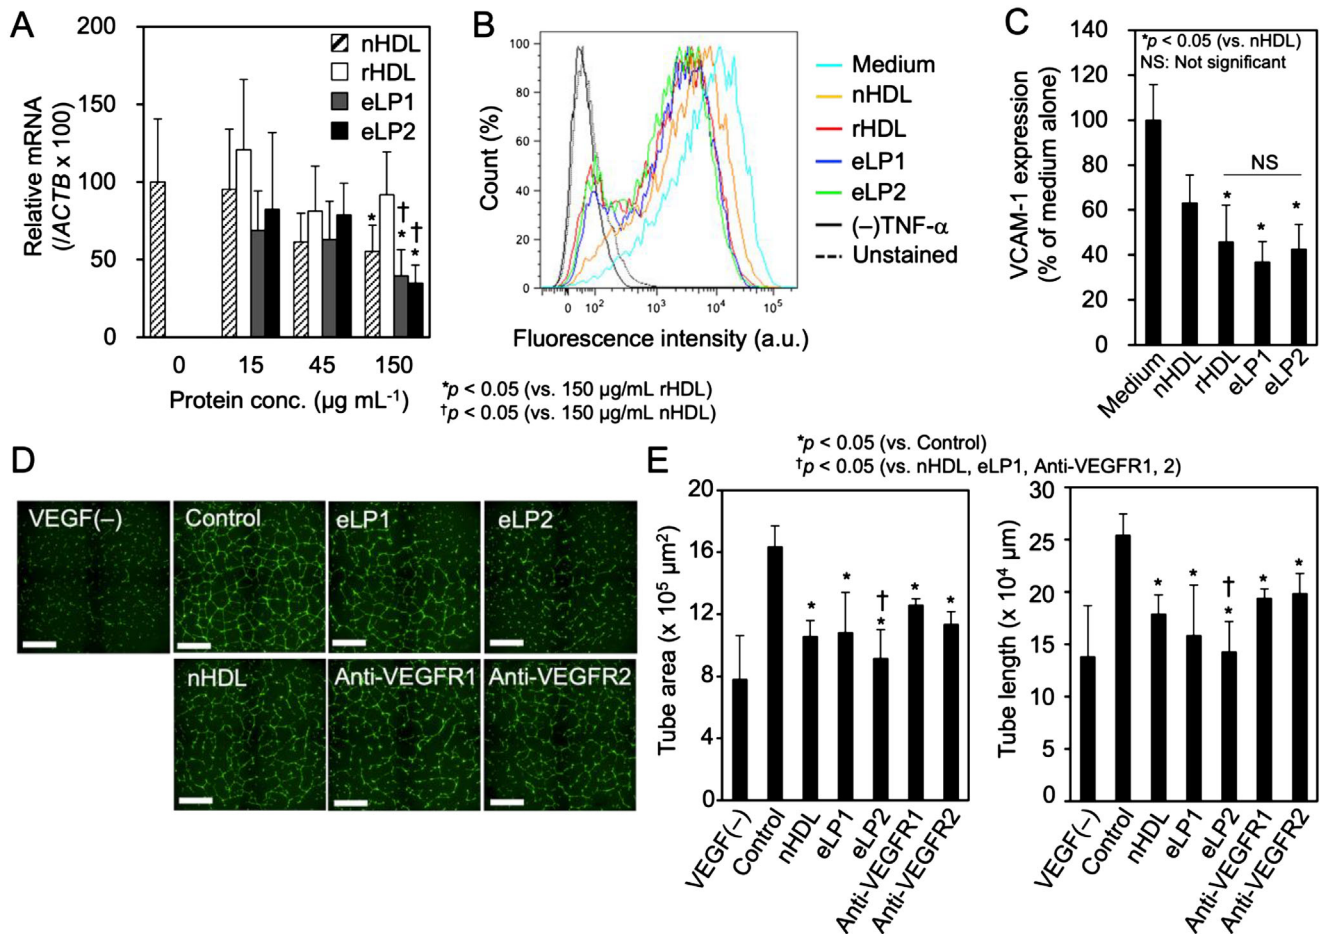 A
200
150
100
50
0
Relative mRNA
(/ACTB x 100)
nHDL
rHDL
eLP1
eLP2
*
†
*
†
*
0 15 45 150
Protein conc. (µg mL-1)
B
100
80
60
40
20
0
Count (%)
0 10² 10³ 10⁴ 10⁵
Fluorescence intensity (a.u.)
Medium
nHDL
rHDL
eLP1
eLP2
(–)TNF-α
Unstained
*p < 0.05 (vs. 150 µg/mL rHDL)
†p < 0.05 (vs. 150 µg/mL nHDL)
C
VCAM-1 expression
(% of medium alone)
140
120
100
80
60
40
20
0
*p < 0.05 (vs. nHDL)
NS: Not significant
NS
* * *
Medium nHDL rHDL eLP1 eLP2
D
VEGF(–) Control eLP1 eLP2
nHDL Anti-VEGFR1 Anti-VEGFR2
E
*p < 0.05 (vs. Control)
†p < 0.05 (vs. nHDL, eLP1, Anti-VEGFR1, 2)
Tube area (x 10⁵ µm²)
20
16
12
8
4
0
* * † * * *
VEGF(–) Control nHDL eLP1 eLP2 Anti-VEGFR1 Anti-VEGFR2
Tube length (x 10⁴ µm)
30
25
20
15
10
5
0
* * † * * *
VEGF(–) Control nHDL eLP1 eLP2 Anti-VEGFR1 Anti-VEGFR2